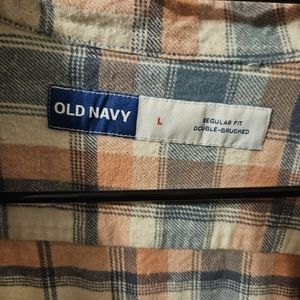 OLD NAVY
L
REGULAR FIT
DOUBLE-BRUSHED